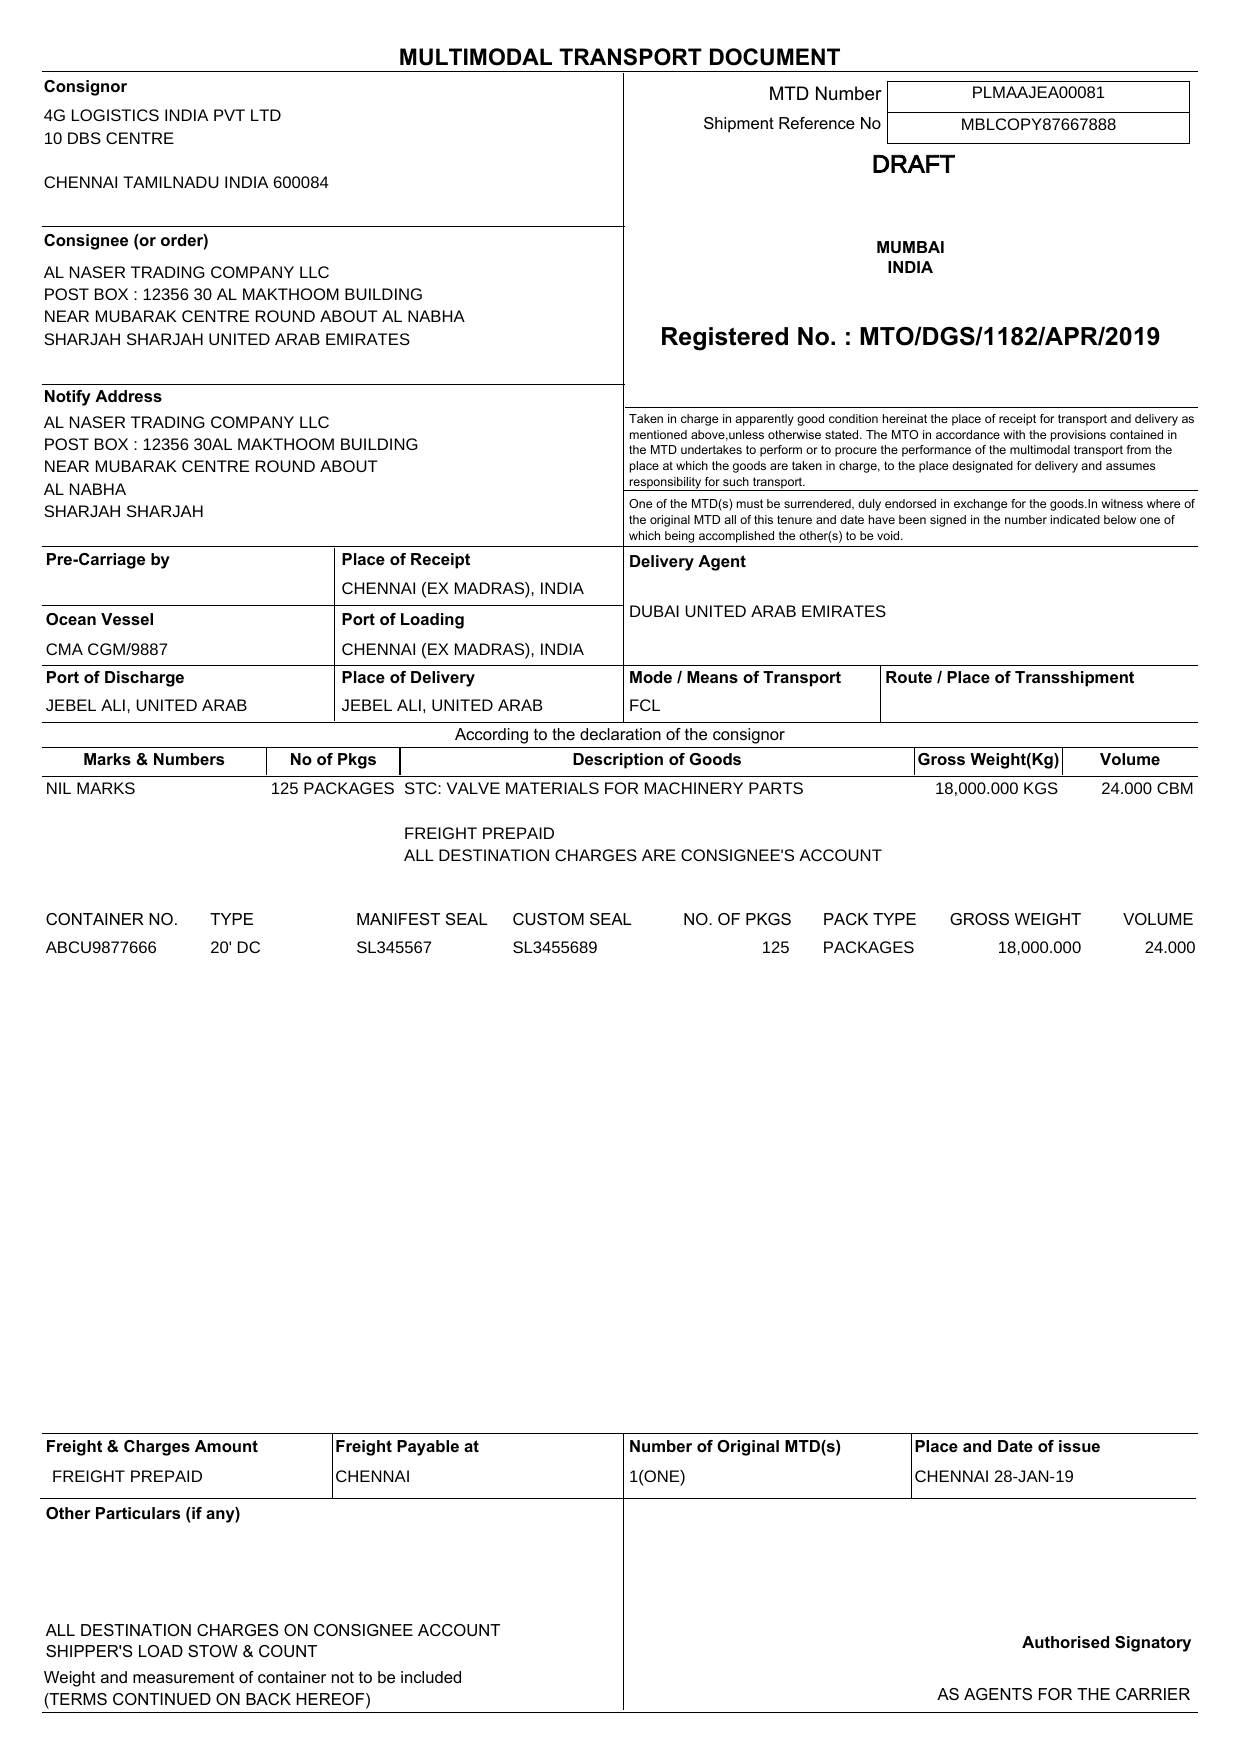 MULTIMODAL TRANSPORT DOCUMENT
Consignor
4G LOGISTICS INDIA PVT LTD
10 DBS CENTRE
CHENNAI TAMILNADU INDIA 600084
MTD Number PLMAAJEA00081
Shipment Reference No MBLCOPY87667888
DRAFT
MUMBAI
INDIA
Registered No. : MTO/DGS/1182/APR/2019
Consignee (or order)
AL NASER TRADING COMPANY LLC
POST BOX : 12356 30 AL MAKTHOOM BUILDING
NEAR MUBARAK CENTRE ROUND ABOUT AL NABHA
SHARJAH SHARJAH UNITED ARAB EMIRATES
Notify Address
AL NASER TRADING COMPANY LLC
POST BOX : 12356 30AL MAKTHOOM BUILDING
NEAR MUBARAK CENTRE ROUND ABOUT
AL NABHA
SHARJAH SHARJAH
Taken in charge in apparently good condition hereinat the place of receipt for transport and delivery as
mentioned above,unless otherwise stated. The MTO in accordance with the provisions contained in
the MTD undertakes to perform or to procure the performance of the multimodal transport from the
place at which the goods are taken in charge, to the place designated for delivery and assumes
responsibility for such transport.
One of the MTD(s) must be surrendered, duly endorsed in exchange for the goods.In witness where of
the original MTD all of this tenure and date have been signed in the number indicated below one of
which being accomplished the other(s) to be void.
Pre-Carriage by
Place of Receipt
CHENNAI (EX MADRAS), INDIA
Delivery Agent
DUBAI UNITED ARAB EMIRATES
Ocean Vessel
CMA CGM/9887
Port of Loading
CHENNAI (EX MADRAS), INDIA
Port of Discharge
JEBEL ALI, UNITED ARAB
Place of Delivery
JEBEL ALI, UNITED ARAB
Mode / Means of Transport
FCL
Route / Place of Transshipment
According to the declaration of the consignor
Marks & Numbers No of Pkgs Description of Goods Gross Weight(Kg) Volume
NIL MARKS 125 PACKAGES STC: VALVE MATERIALS FOR MACHINERY PARTS 18,000.000 KGS 24.000 CBM
FREIGHT PREPAID
ALL DESTINATION CHARGES ARE CONSIGNEE'S ACCOUNT
CONTAINER NO. TYPE MANIFEST SEAL CUSTOM SEAL NO. OF PKGS PACK TYPE GROSS WEIGHT VOLUME
ABCU9877666 20' DC SL345567 SL3455689 125 PACKAGES 18,000.000 24.000
Freight & Charges Amount
FREIGHT PREPAID
Freight Payable at
CHENNAI
Number of Original MTD(s)
1(ONE)
Place and Date of issue
CHENNAI 28-JAN-19
Other Particulars (if any)
ALL DESTINATION CHARGES ON CONSIGNEE ACCOUNT
SHIPPER'S LOAD STOW & COUNT
Weight and measurement of container not to be included
(TERMS CONTINUED ON BACK HEREOF)
Authorised Signatory
AS AGENTS FOR THE CARRIER